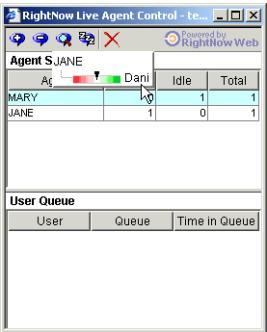 RightNow Live Agent Control - te...
Powered by
RightNow Web
Agent S
JANE
Dani
Ag
Idle
Total
MARY 0 1 1
JANE 1 0 1
User Queue
User Queue Time in Queue